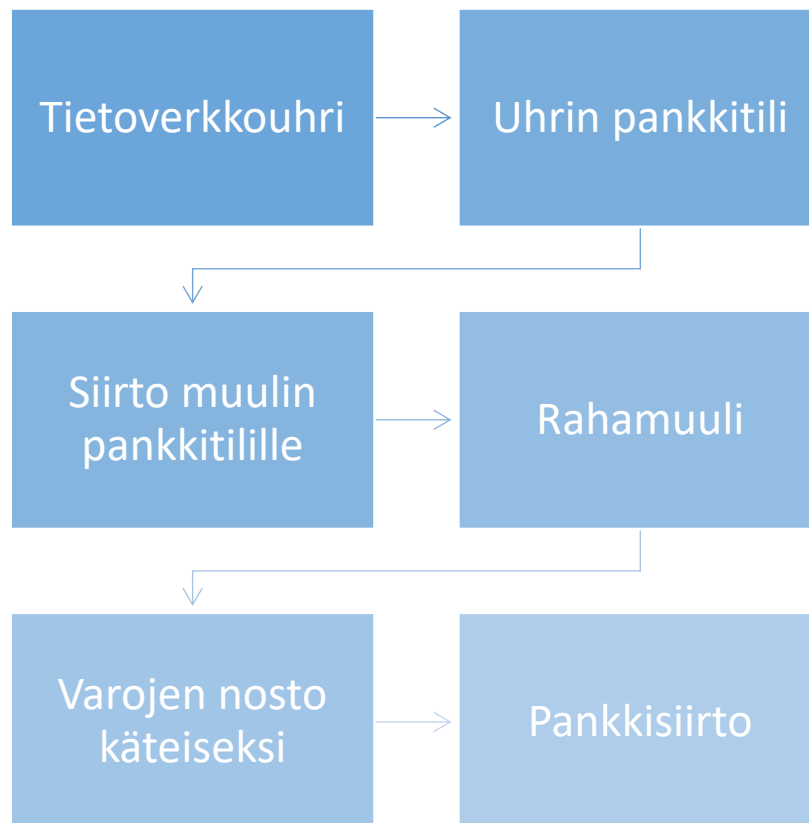 Tietoverkkouhri
Uhrin pankkitili
Siirto muulin
pankkitilille
Rahamuuli
Varojen nosto
käteiseksi
Pankkisiirto